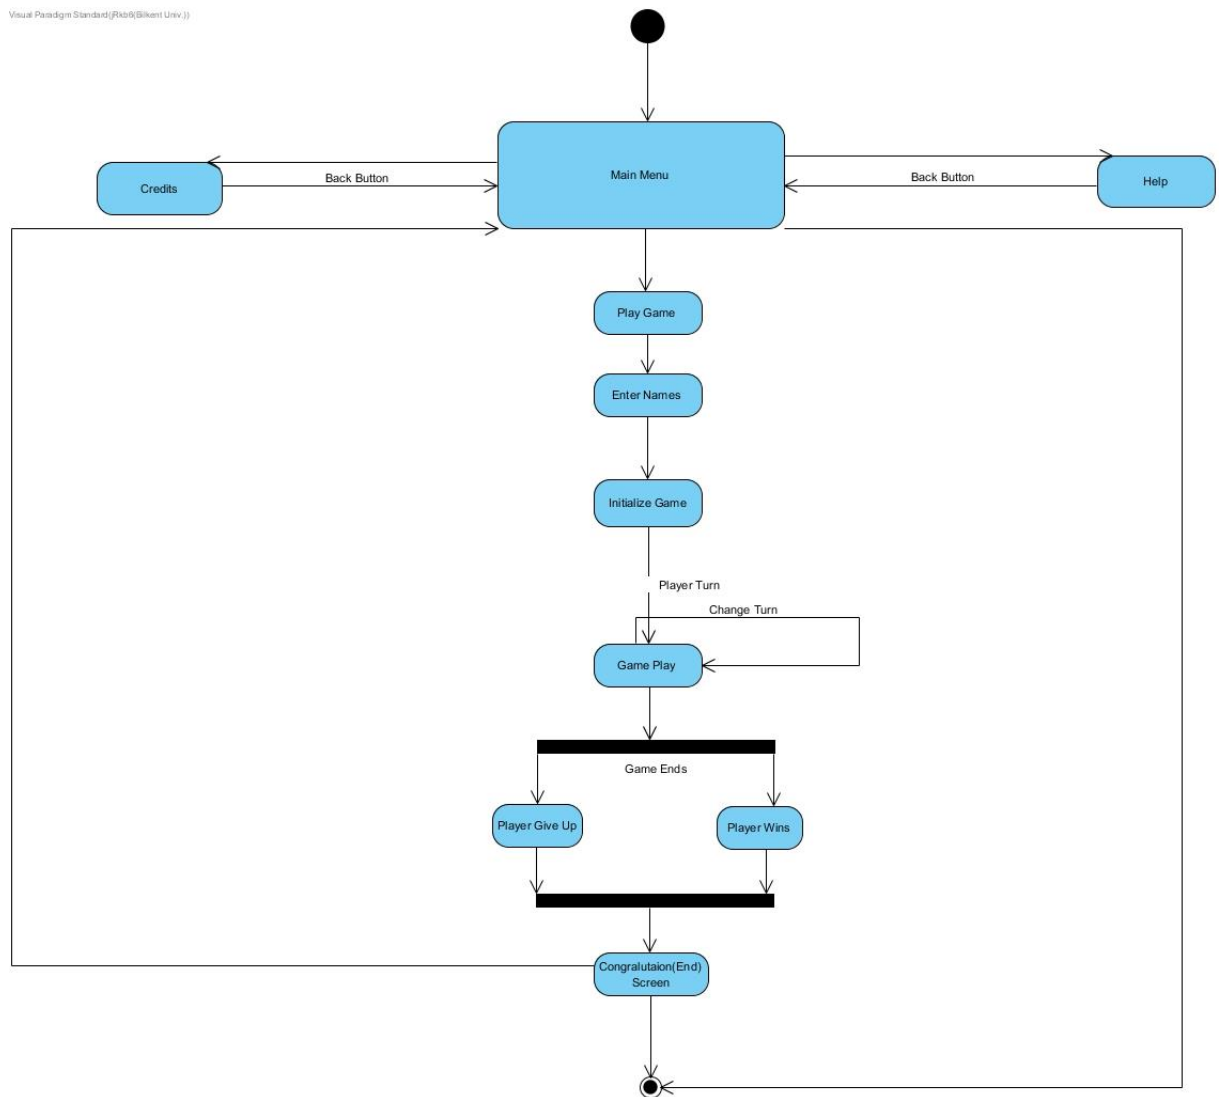 Visual Paradigm Standard(jRkb6(Bilkent Univ.))
Main Menu
Credits
Back Button
Back Button
Help
Play Game
Enter Names
Initialize Game
Player Turn
Change Turn
Game Play
Game Ends
Player Give Up
Player Wins
Congralutaion(End)
Screen